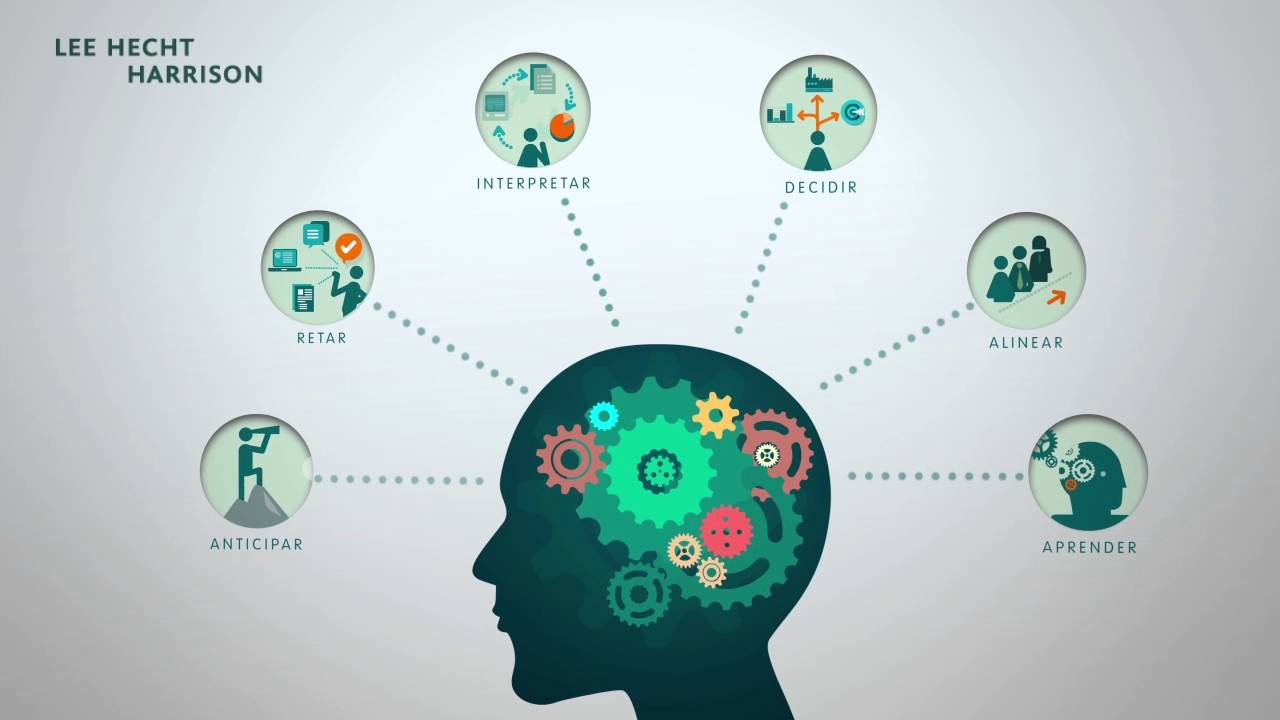 LEE HECHT
HARRISON
INTERPRETAR
DECIDIR
RETAR
ALINEAR
ANTICIPAR
APRENDER